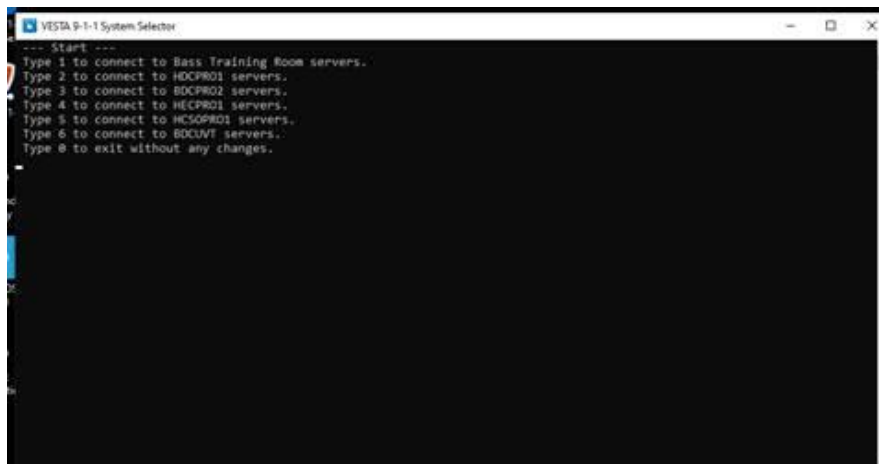 VESTA 9-1-1 System Selector
--- Start ---
Type 1 to connect to Bass Training Room servers.
Type 2 to connect to HDCPRO1 servers.
Type 3 to connect to BDCPRO2 servers.
Type 4 to connect to HECPRO1 servers.
Type 5 to connect to HCSOPRO1 servers.
Type 6 to connect to BDCUVT servers.
Type 0 to exit without any changes.